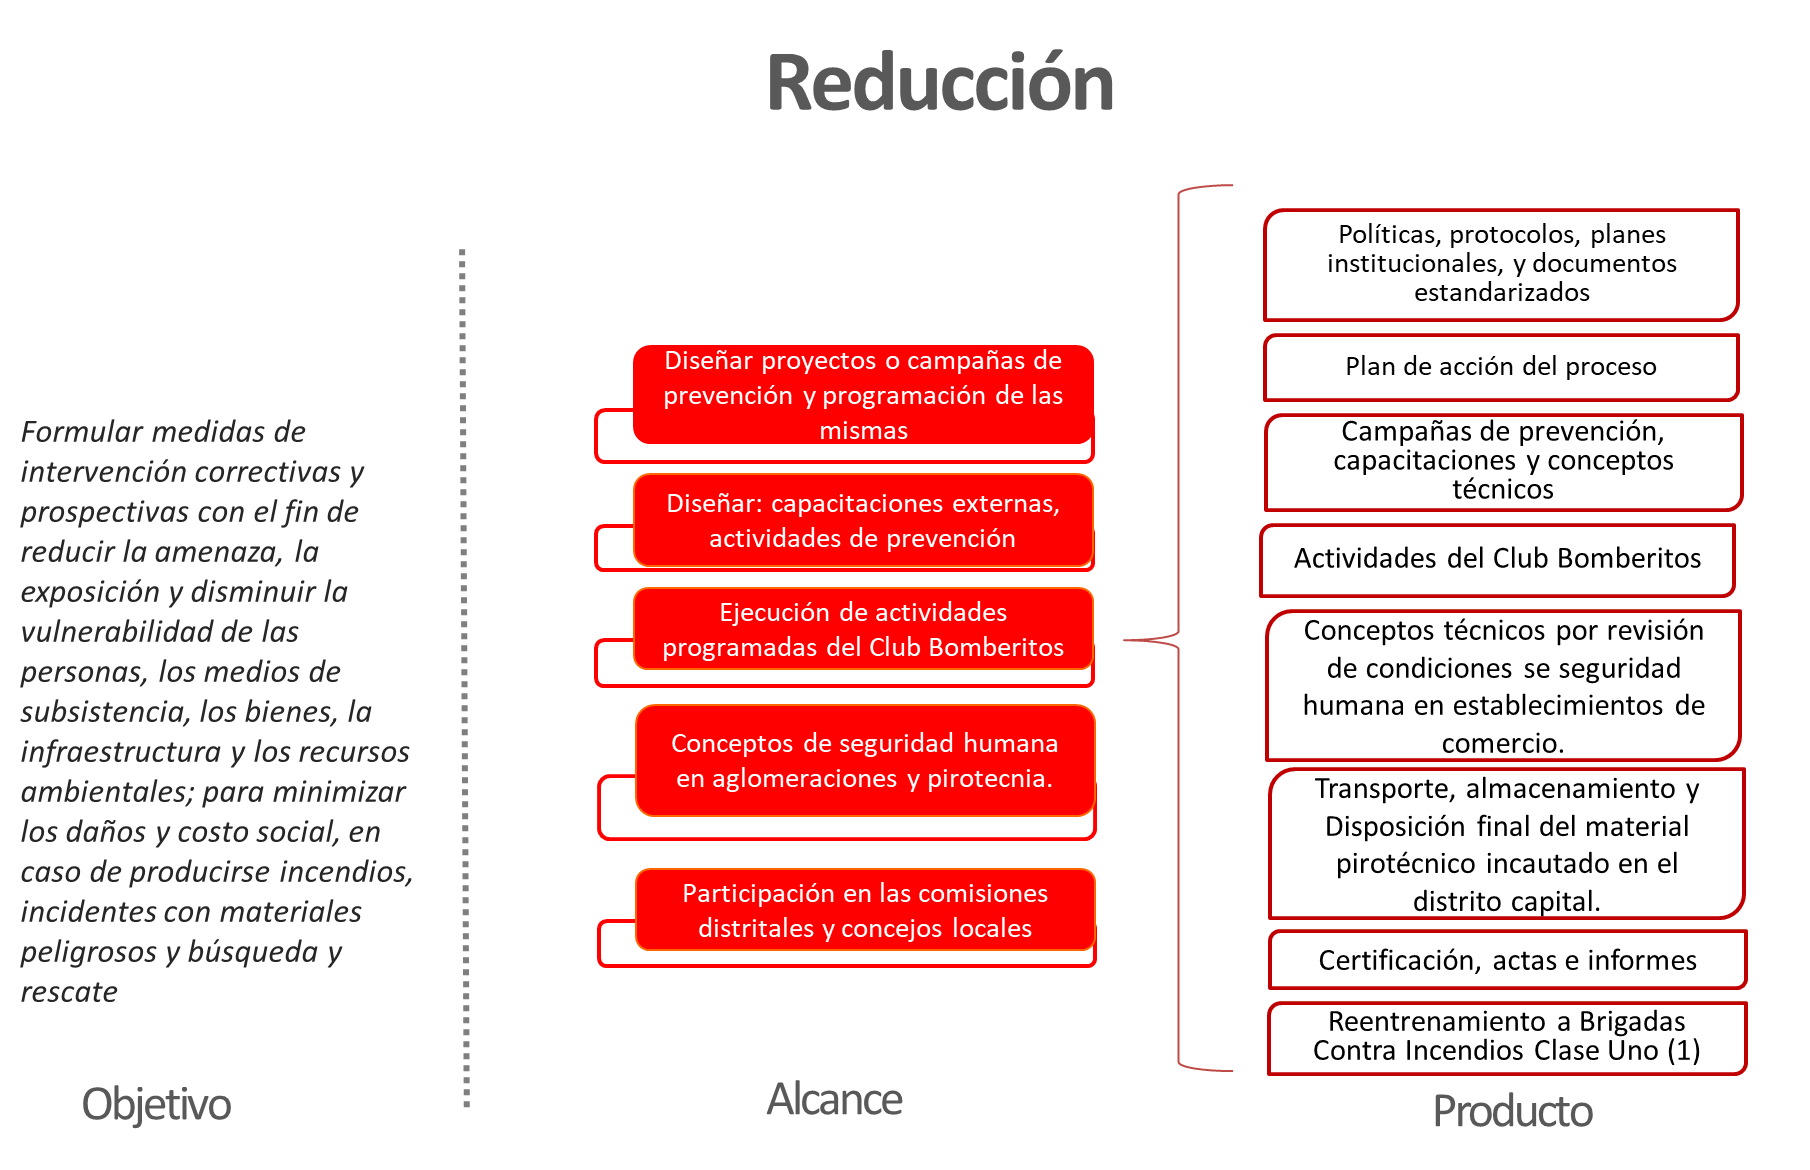 Reducción
Formular medidas de
intervención correctivas y
prospectivas con el fin de
reducir la amenaza, la
exposición y disminuir la
vulnerabilidad de las
personas, los medios de
subsistencia, los bienes, la
infraestructura y los recursos
ambientales; para minimizar
los daños y costo social, en
caso de producirse incendios,
incidentes con materiales
peligrosos y búsqueda y
rescate
Objetivo
Diseñar proyectos o campañas de
prevención y programación de las
mismas
Diseñar: capacitaciones externas,
actividades de prevención
Ejecución de actividades
programadas del Club Bomberitos
Conceptos de seguridad humana
en aglomeraciones y pirotecnia.
Participación en las comisiones
distritales y concejos locales
Alcance
Políticas, protocolos, planes
institucionales, y documentos
estandarizados
Plan de acción del proceso
Campañas de prevención,
capacitaciones y conceptos
técnicos
Actividades del Club Bomberitos
Conceptos técnicos por revisión
de condiciones se seguridad
humana en establecimientos de
comercio.
Transporte, almacenamiento y
Disposición final del material
pirotécnico incautado en el
distrito capital.
Certificación, actas e informes
Reentrenamiento a Brigadas
Contra Incendios Clase Uno (1)
Producto